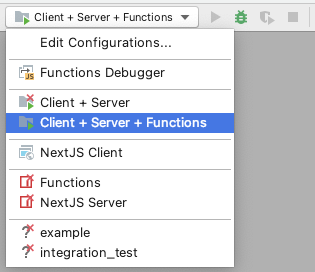 Client + Server + Functions
Edit Configurations...
Functions Debugger
Client + Server
Client + Server + Functions
NextJS Client
Functions
NextJS Server
example
integration_test